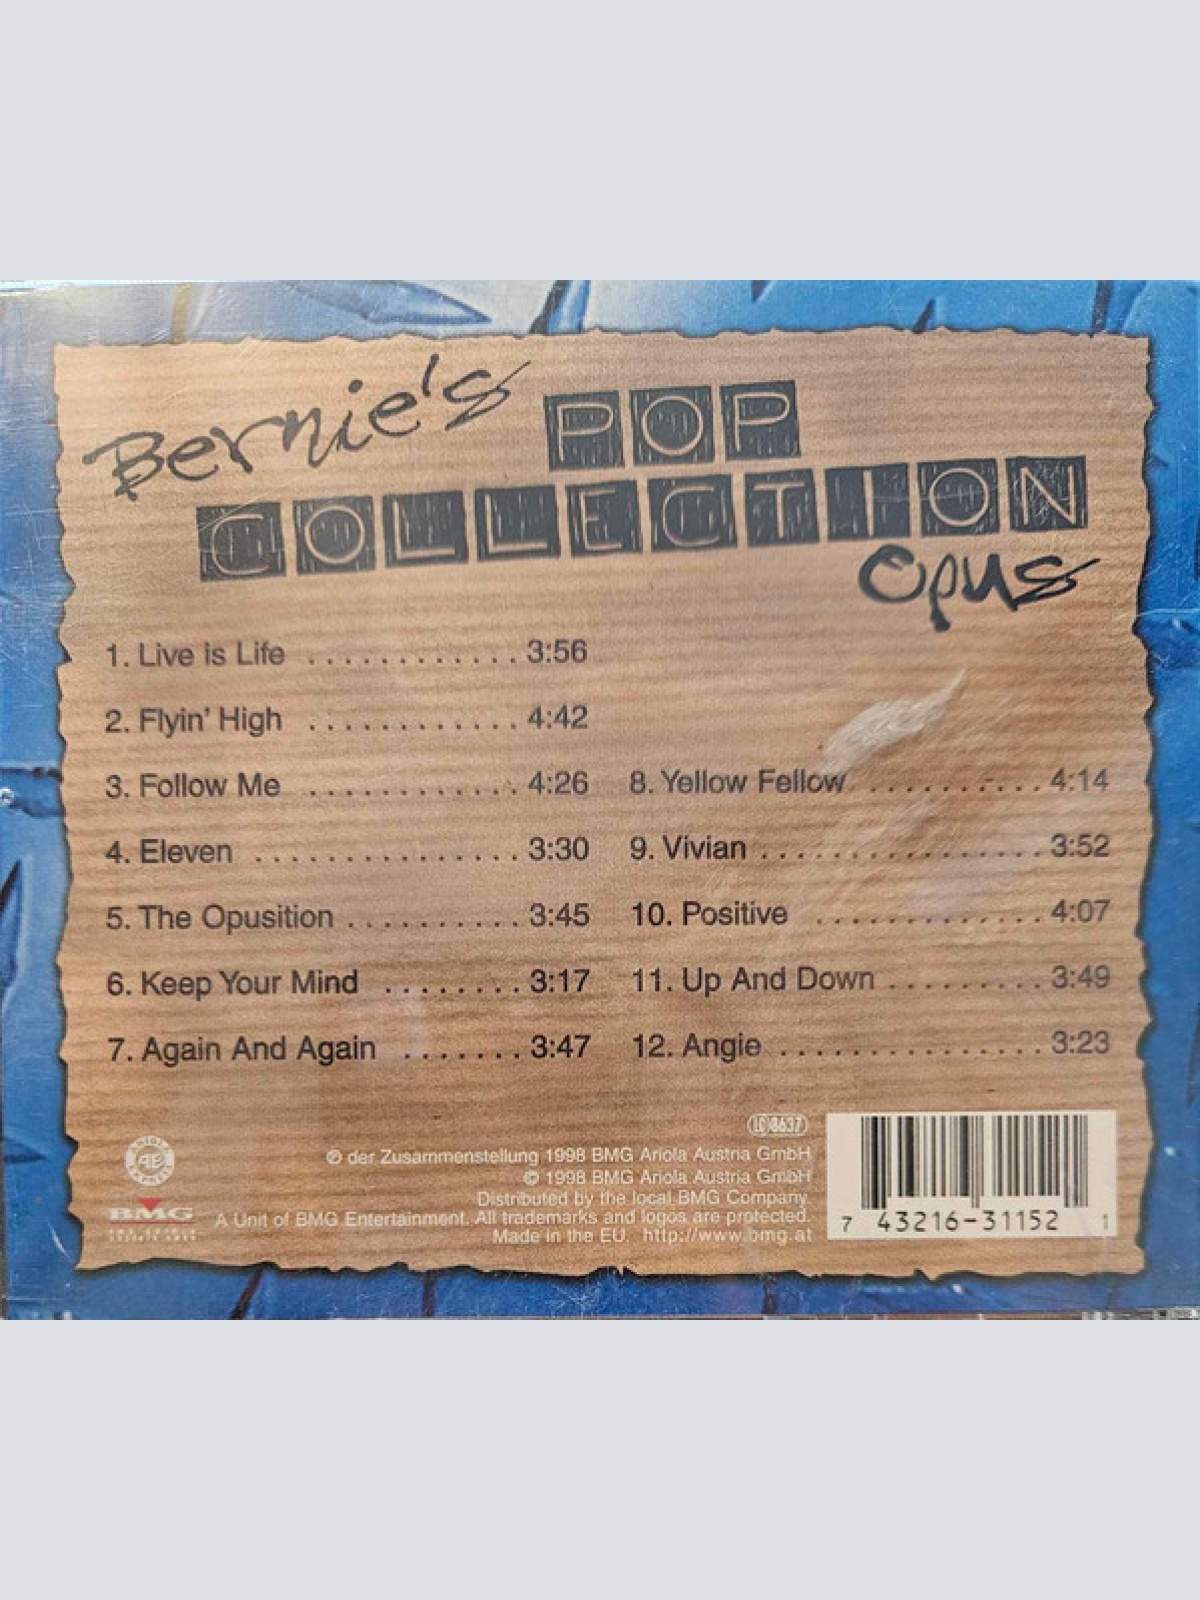 Bernie's POP
COLLECTION
Opus
1. Live is Life ............ 3:56
2. Flyin' High ............ 4:42
3. Follow Me ............ 4:26
4. Eleven ............... 3:30
5. The Opusition .......... 3:45
6. Keep Your Mind ........ 3:17
7. Again And Again ....... 3:47
8. Yellow Fellow .......... 4:14
9. Vivian ................ 3:52
10. Positive ............. 4:07
11. Up And Down ......... 3:49
12. Angie ............... 3:23
LC 8637
℗ der Zusammenstellung 1998 BMG Ariola Austria GmbH
© 1998 BMG Ariola Austria GmbH
Distributed by the local BMG Company.
A Unit of BMG Entertainment. All trademarks and logos are protected.
Made in the EU. http://www.bmg.at
BMG
7 43216-31152 1